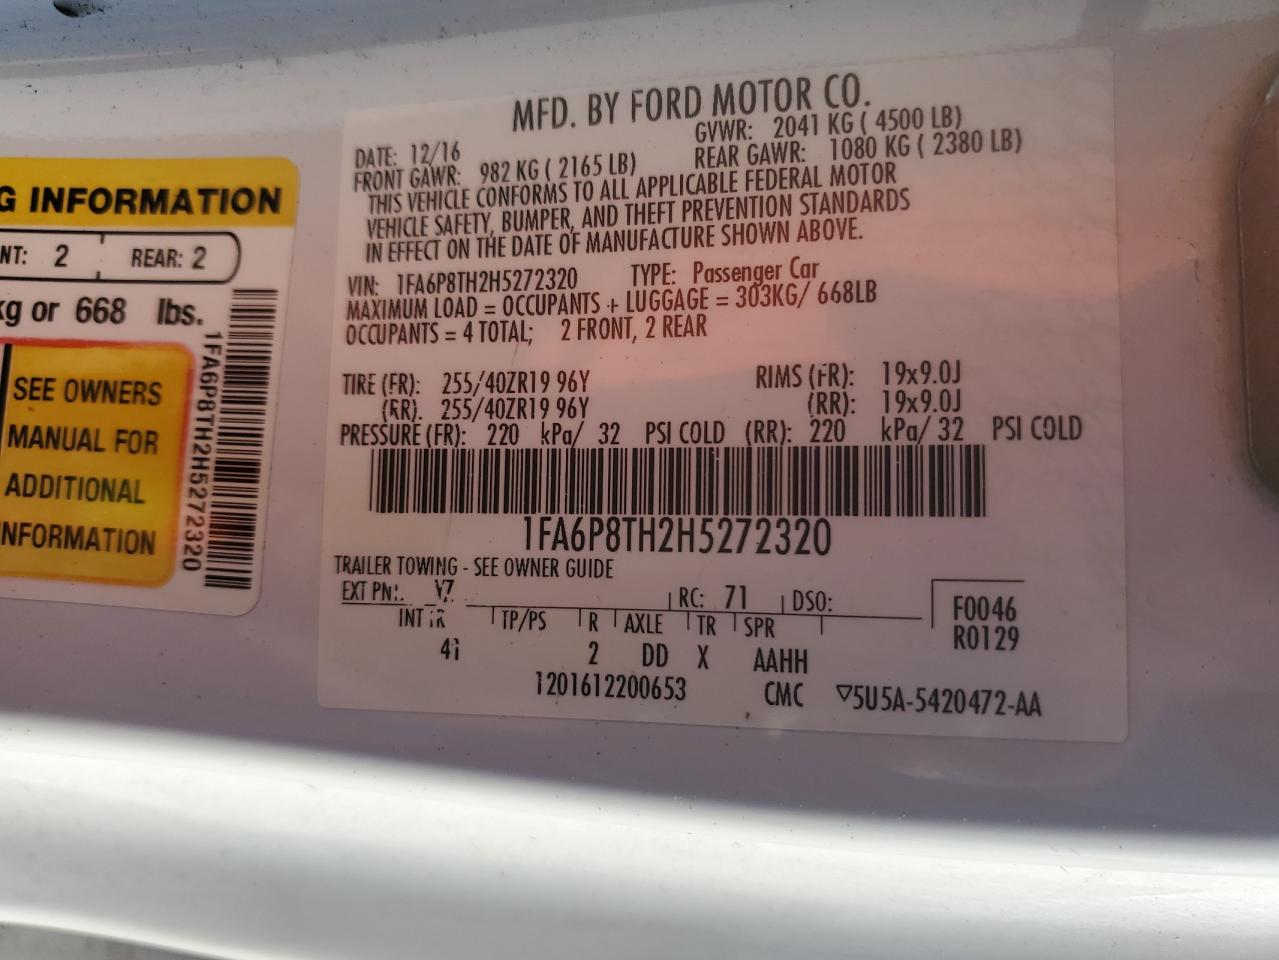 G INFORMATION
NT: 2 REAR: 2
kg or 668 lbs.
SEE OWNERS
MANUAL FOR
ADDITIONAL
NFORMATION
1FA6P8TH2H5272320
MFD. BY FORD MOTOR CO.
DATE: 12/16 GVWR: 2041 KG ( 4500 LB)
FRONT GAWR: 982 KG ( 2165 LB) REAR GAWR: 1080 KG ( 2380 LB)
THIS VEHICLE CONFORMS TO ALL APPLICABLE FEDERAL MOTOR
VEHICLE SAFETY, BUMPER, AND THEFT PREVENTION STANDARDS
IN EFFECT ON THE DATE OF MANUFACTURE SHOWN ABOVE.
VIN: 1FA6P8TH2H5272320 TYPE: Passenger Car
MAXIMUM LOAD = OCCUPANTS + LUGGAGE = 303KG/ 668LB
OCCUPANTS = 4 TOTAL; 2 FRONT, 2 REAR
TIRE (FR): 255/40ZR19 96Y RIMS (FR): 19x9.0J
(RR). 255/40ZR19 96Y (RR): 19x9.0J
PRESSURE (FR): 220 kPa/ 32 PSI COLD (RR): 220 kPa/ 32 PSI COLD
1FA6P8TH2H5272320
TRAILER TOWING - SEE OWNER GUIDE
EXT PN: RC: 71 DSO: F0046
INT TR TP/PS R AXLE TR SPR R0129
2 DD X AAHH
1201612200653 CMC ▽5U5A-5420472-AA